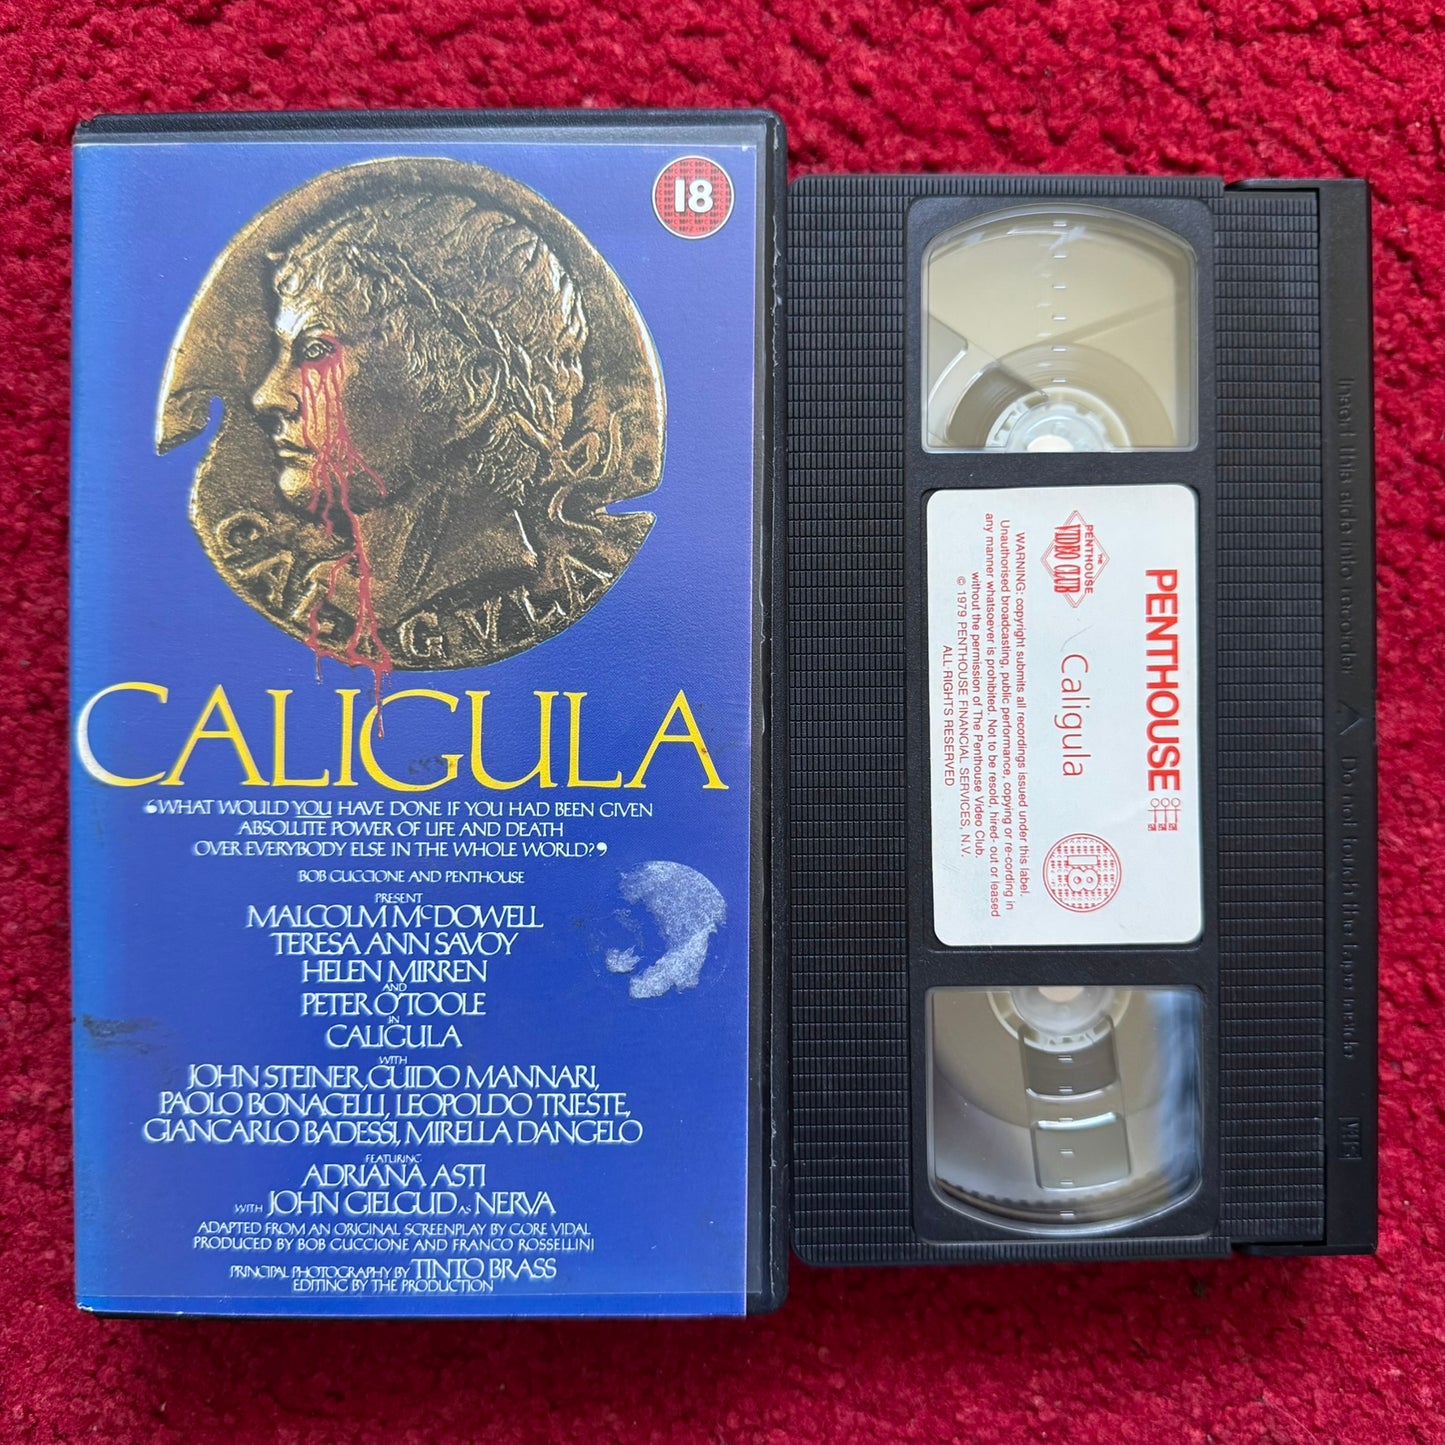 18
CALIGVLA
CALIGULA
“WHAT WOULD YOU HAVE DONE IF YOU HAD BEEN GIVEN
ABSOLUTE POWER OF LIFE AND DEATH
OVER EVERYBODY ELSE IN THE WHOLE WORLD?”
BOB GUCCIONE AND PENTHOUSE
PRESENT
MALCOLM McDOWELL
TERESA ANN SAVOY
HELEN MIRREN
AND
PETER O'TOOLE
IN
CALIGULA
WITH
JOHN STEINER, GUIDO MANNARI,
PAOLO BONACELLI, LEOPOLDO TRIESTE,
GIANCARLO BADESSI, MIRELLA DANGELO
FEATURING
ADRIANA ASTI
WITH JOHN GIELGUD AS NERVA
ADAPTED FROM AN ORIGINAL SCREENPLAY BY GORE VIDAL
PRODUCED BY BOB GUCCIONE AND FRANCO ROSSELLINI
PRINCIPAL PHOTOGRAPHY BY TINTO BRASS
EDITING BY THE PRODUCTION
PENTHOUSE
THE
PENTHOUSE
VIDEO CLUB
Caligula
18
WARNING: copyright submits all recordings issued under this label.
Unauthorised broadcasting, public performance, copying or re-cording in
any manner whatsoever is prohibited. Not to be resold, hired- out or leased
without the permission of The Penthouse Video Club.
© 1979 PENTHOUSE FINANCIAL SERVICES, N.V.
ALL RIGHTS RESERVED
Insert this side into recorder
Do not touch the tape inside
VHS